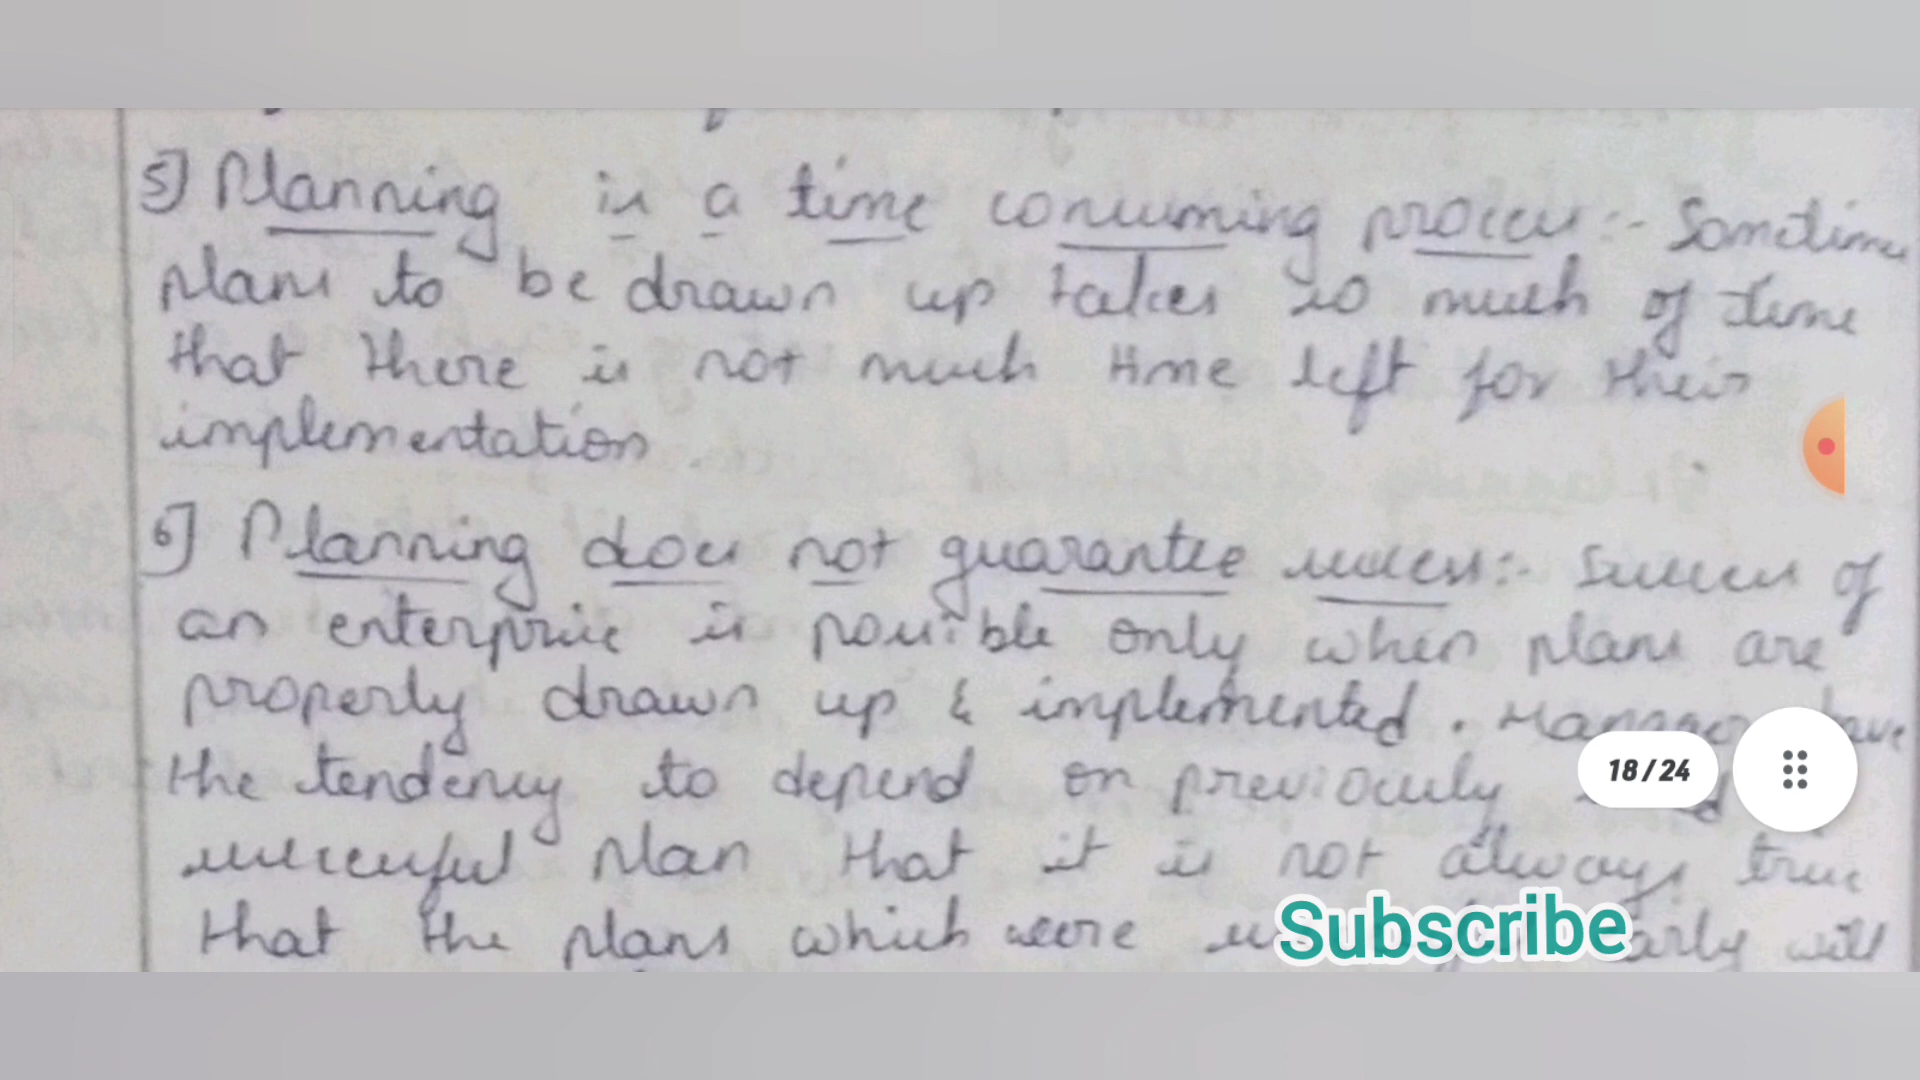 5] Planning is a time consuming process:- Sometimes
plans to be drawn up takes so much of time
that there is not much time left for their
implementation.
6] Planning does not guarantee success:- Success of
an enterprise is possible only when plans are
properly drawn up & implemented. Manager have
the tendency to depend on previously
18/24
successful plan that it is not always true
that the plans which were will
Subscribe